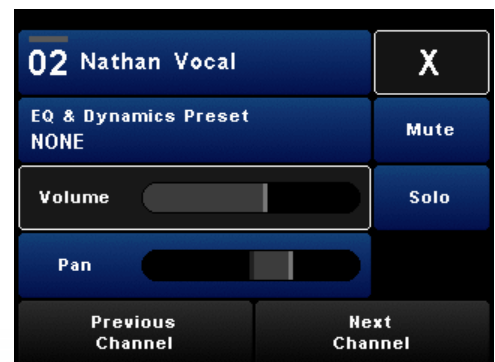 02 Nathan Vocal
X
EQ & Dynamics Preset
NONE
Mute
Volume
Solo
Pan
Previous
Channel
Next
Channel